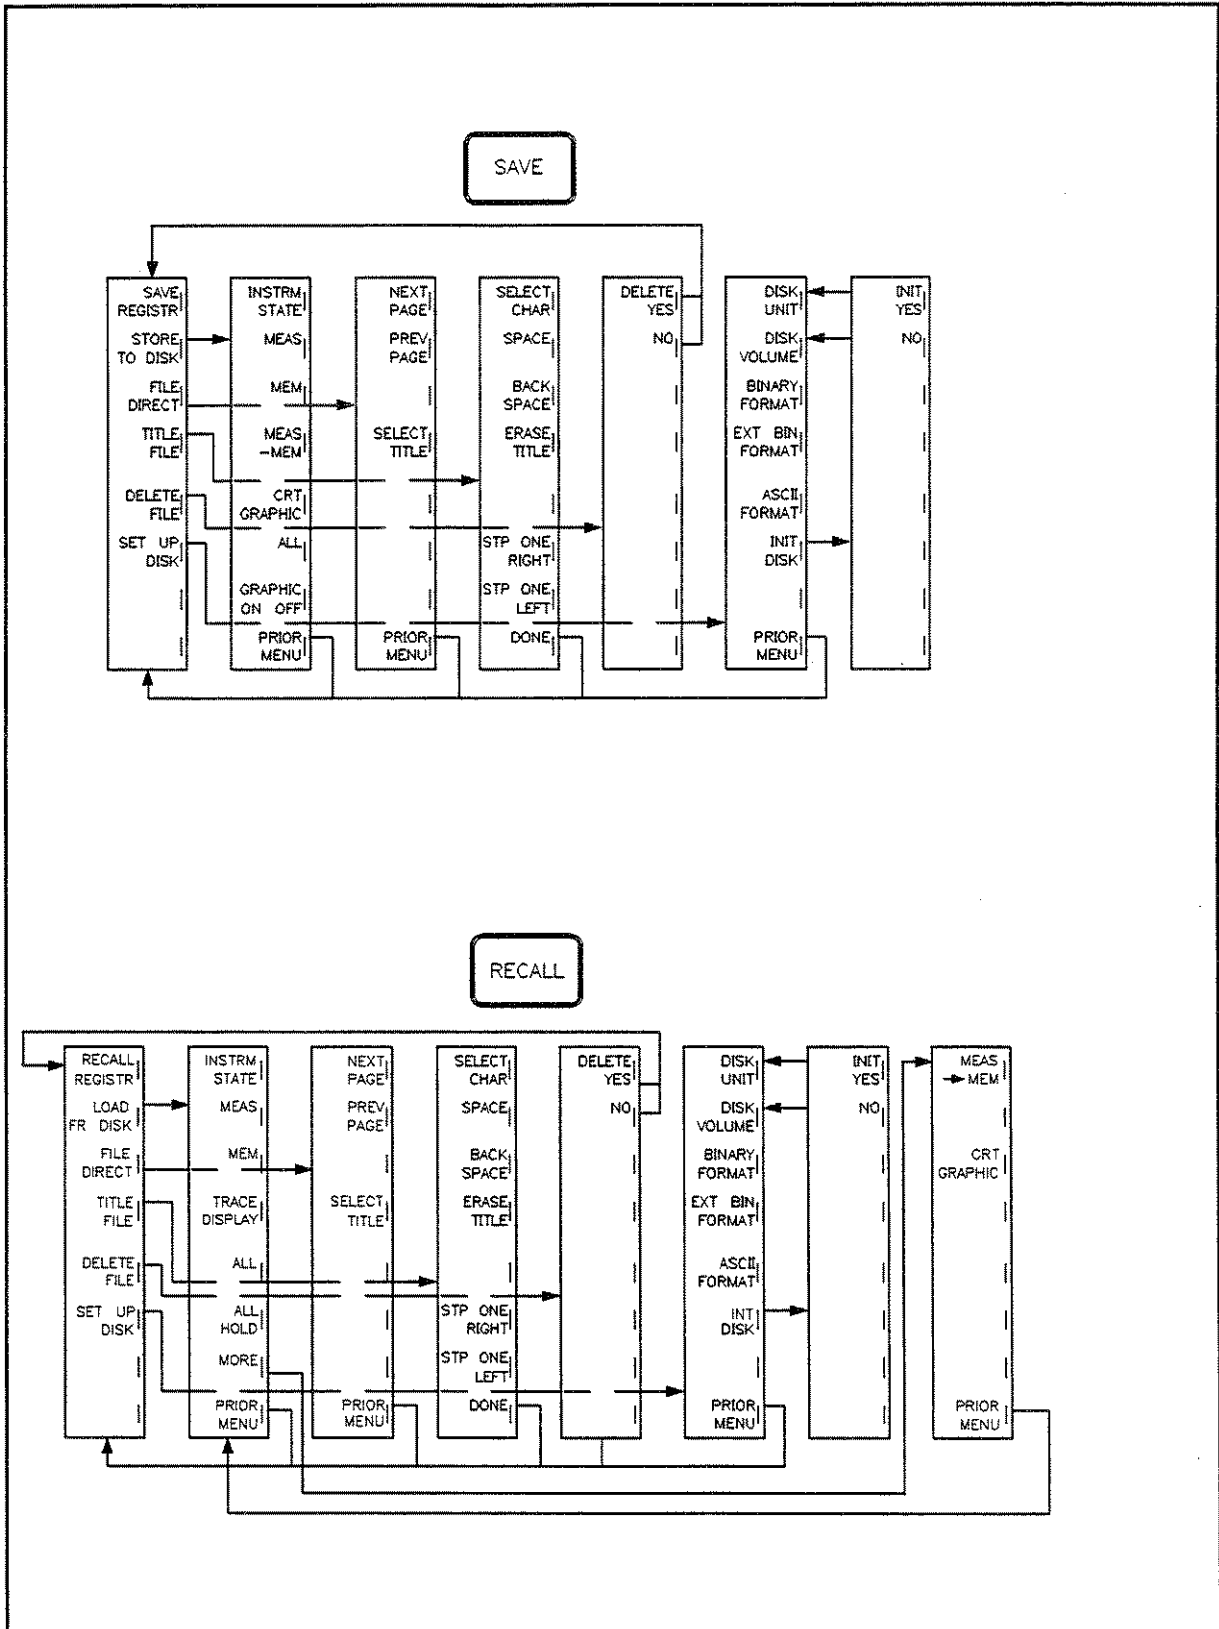 SAVE
SAVE
REGISTR
STORE
TO DISK
FILE
DIRECT
TITLE
FILE
DELETE
FILE
SET UP
DISK
INSTRM
STATE
MEAS
MEM
MEAS
-MEM
CRT
GRAPHIC
ALL
GRAPHIC
ON OFF
PRIOR
MENU
NEXT
PAGE
PREV
PAGE
SELECT
TITLE
PRIOR
MENU
SELECT
CHAR
SPACE
BACK
SPACE
ERASE
TITLE
STP ONE
RIGHT
STP ONE
LEFT
DONE
DELETE
YES
NO
DISK
UNIT
DISK
VOLUME
BINARY
FORMAT
EXT BIN
FORMAT
ASCII
FORMAT
INIT
DISK
PRIOR
MENU
INIT
YES
NO
RECALL
RECALL
REGISTR
LOAD
FR DISK
FILE
DIRECT
TITLE
FILE
DELETE
FILE
SET UP
DISK
INSTRM
STATE
MEAS
MEM
TRACE
DISPLAY
ALL
ALL
HOLD
MORE
PRIOR
MENU
NEXT
PAGE
PREV
PAGE
SELECT
TITLE
PRIOR
MENU
SELECT
CHAR
SPACE
BACK
SPACE
ERASE
TITLE
STP ONE
RIGHT
STP ONE
LEFT
DONE
DELETE
YES
NO
DISK
UNIT
DISK
VOLUME
BINARY
FORMAT
EXT BIN
FORMAT
ASCII
FORMAT
INT
DISK
PRIOR
MENU
INIT
YES
NO
MEAS
→ MEM
CRT
GRAPHIC
PRIOR
MENU